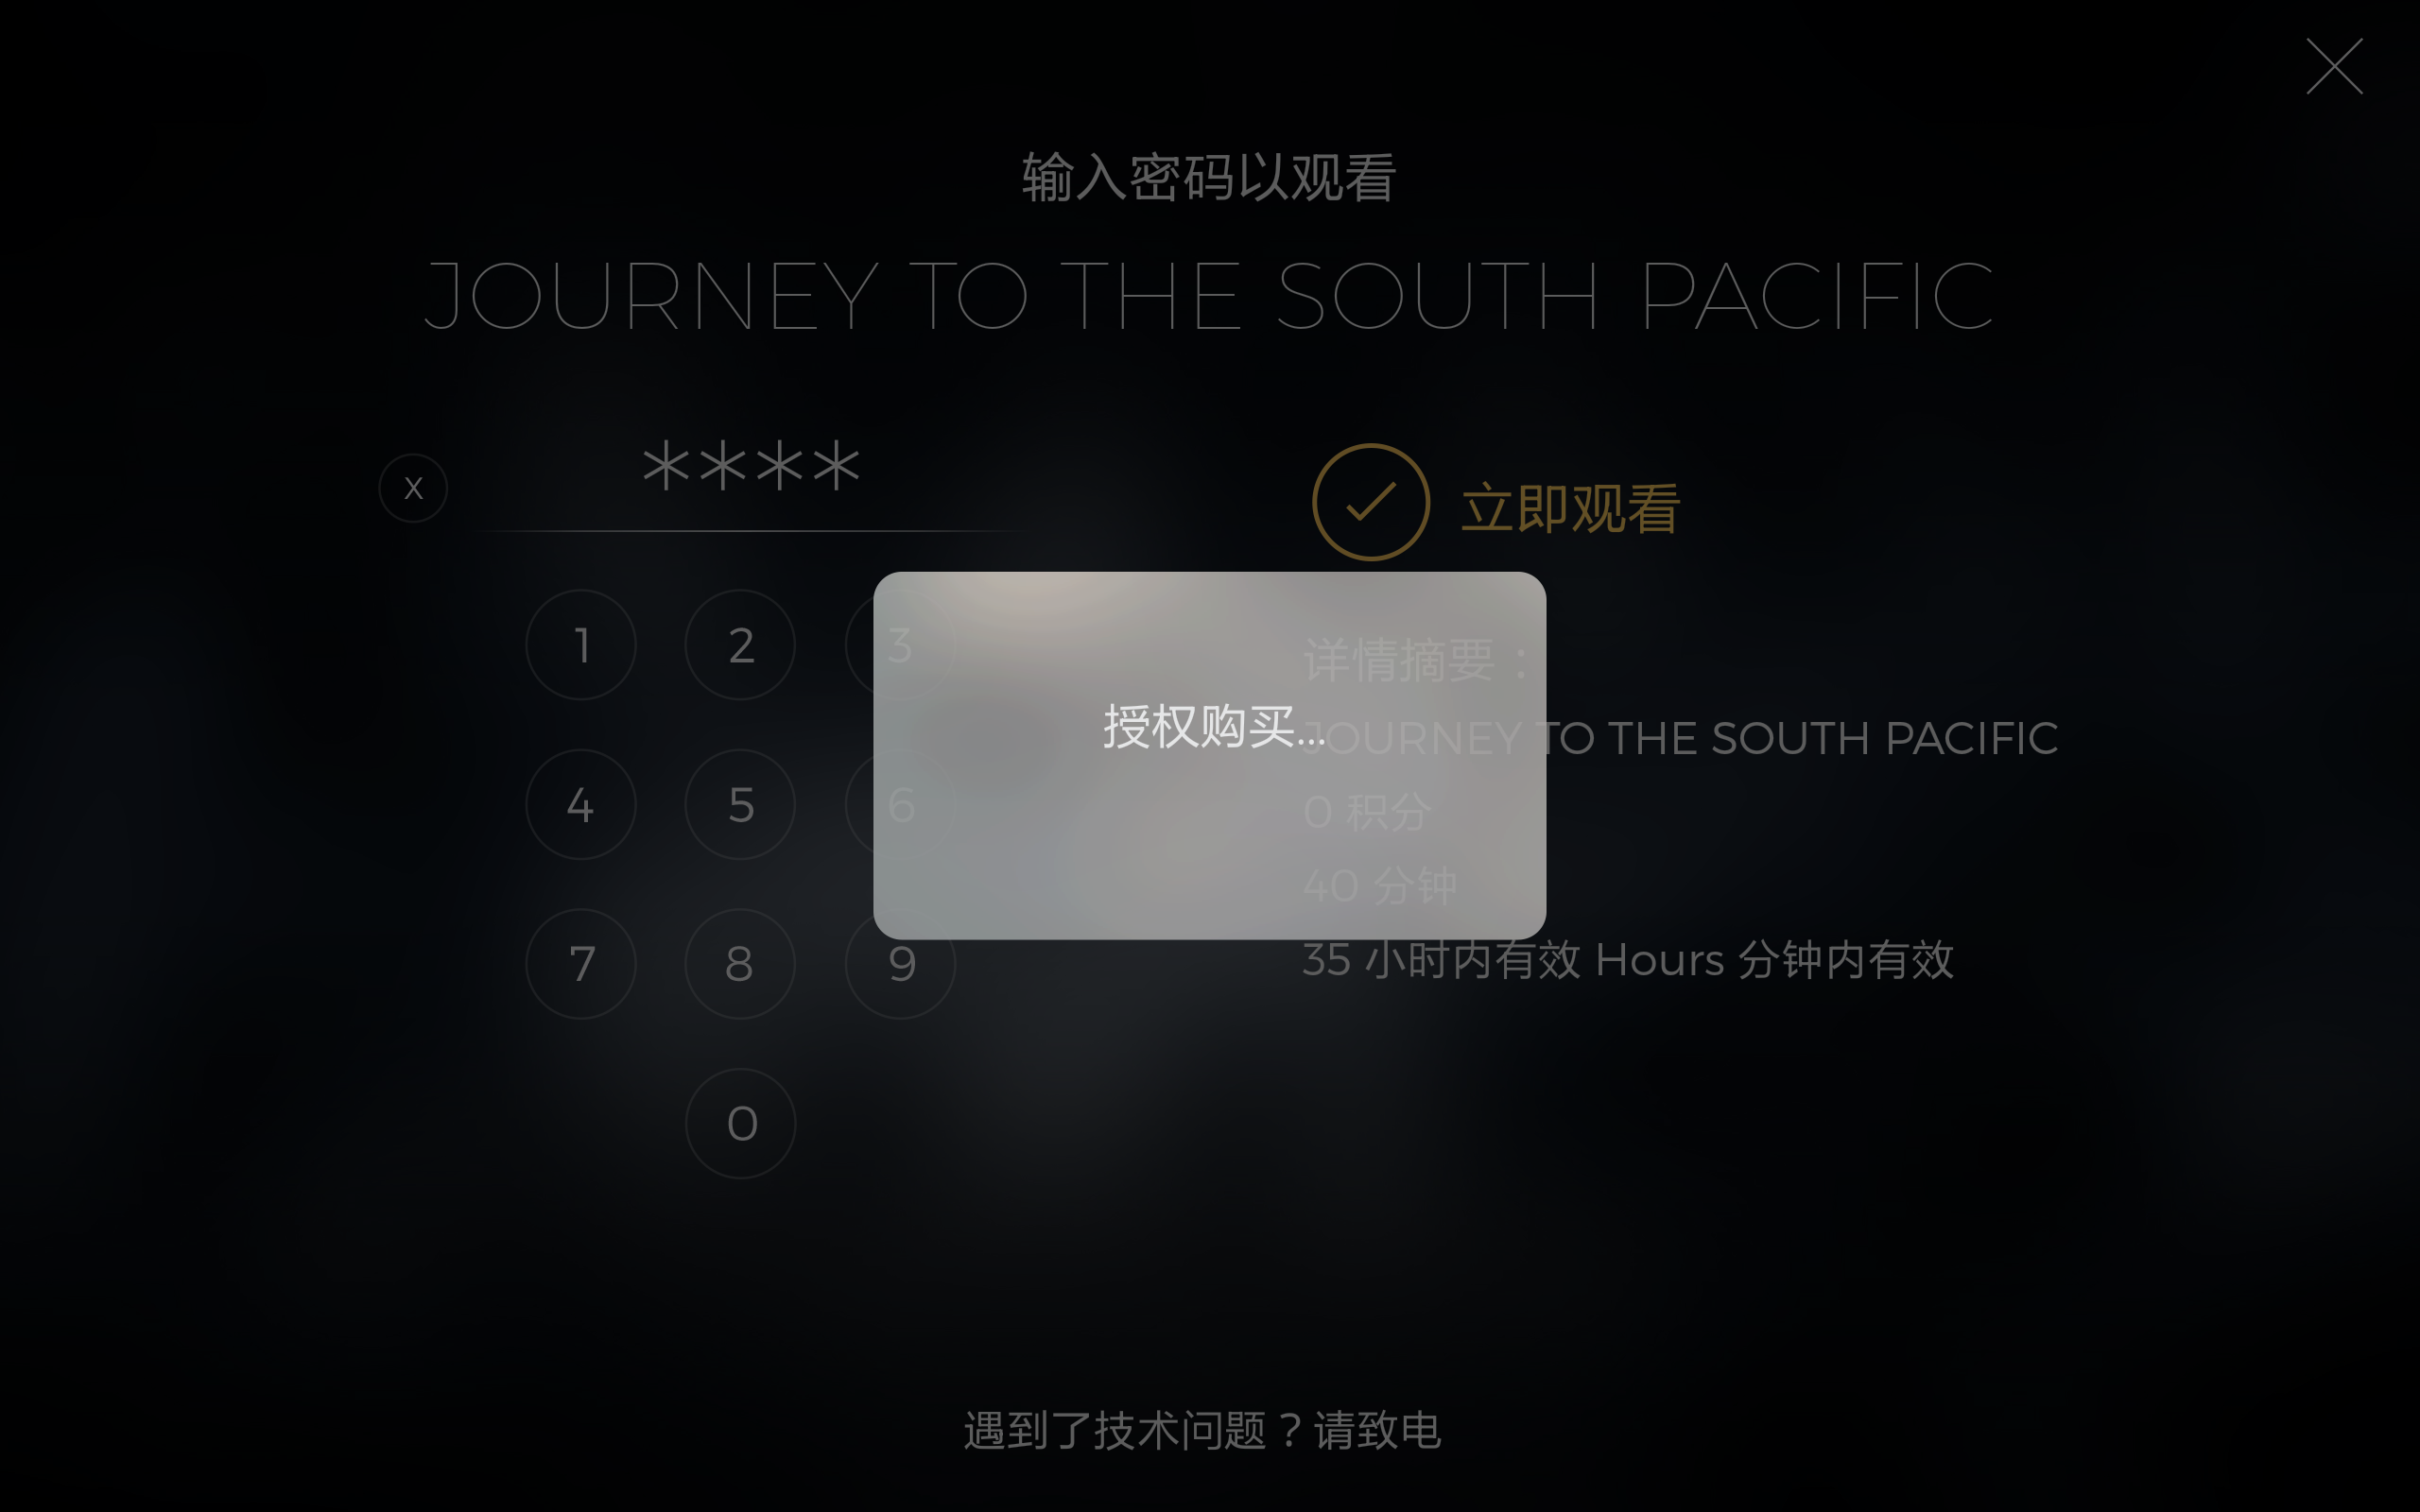 输入密码以观看
JOURNEY TO THE SOUTH PACIFIC
X
****
立即观看
1
2
3
4
5
6
7
8
9
0
授权购买...
详情摘要：
JOURNEY TO THE SOUTH PACIFIC
0 积分
40 分钟
35 小时内有效 Hours 分钟内有效
遇到了技术问题？请致电